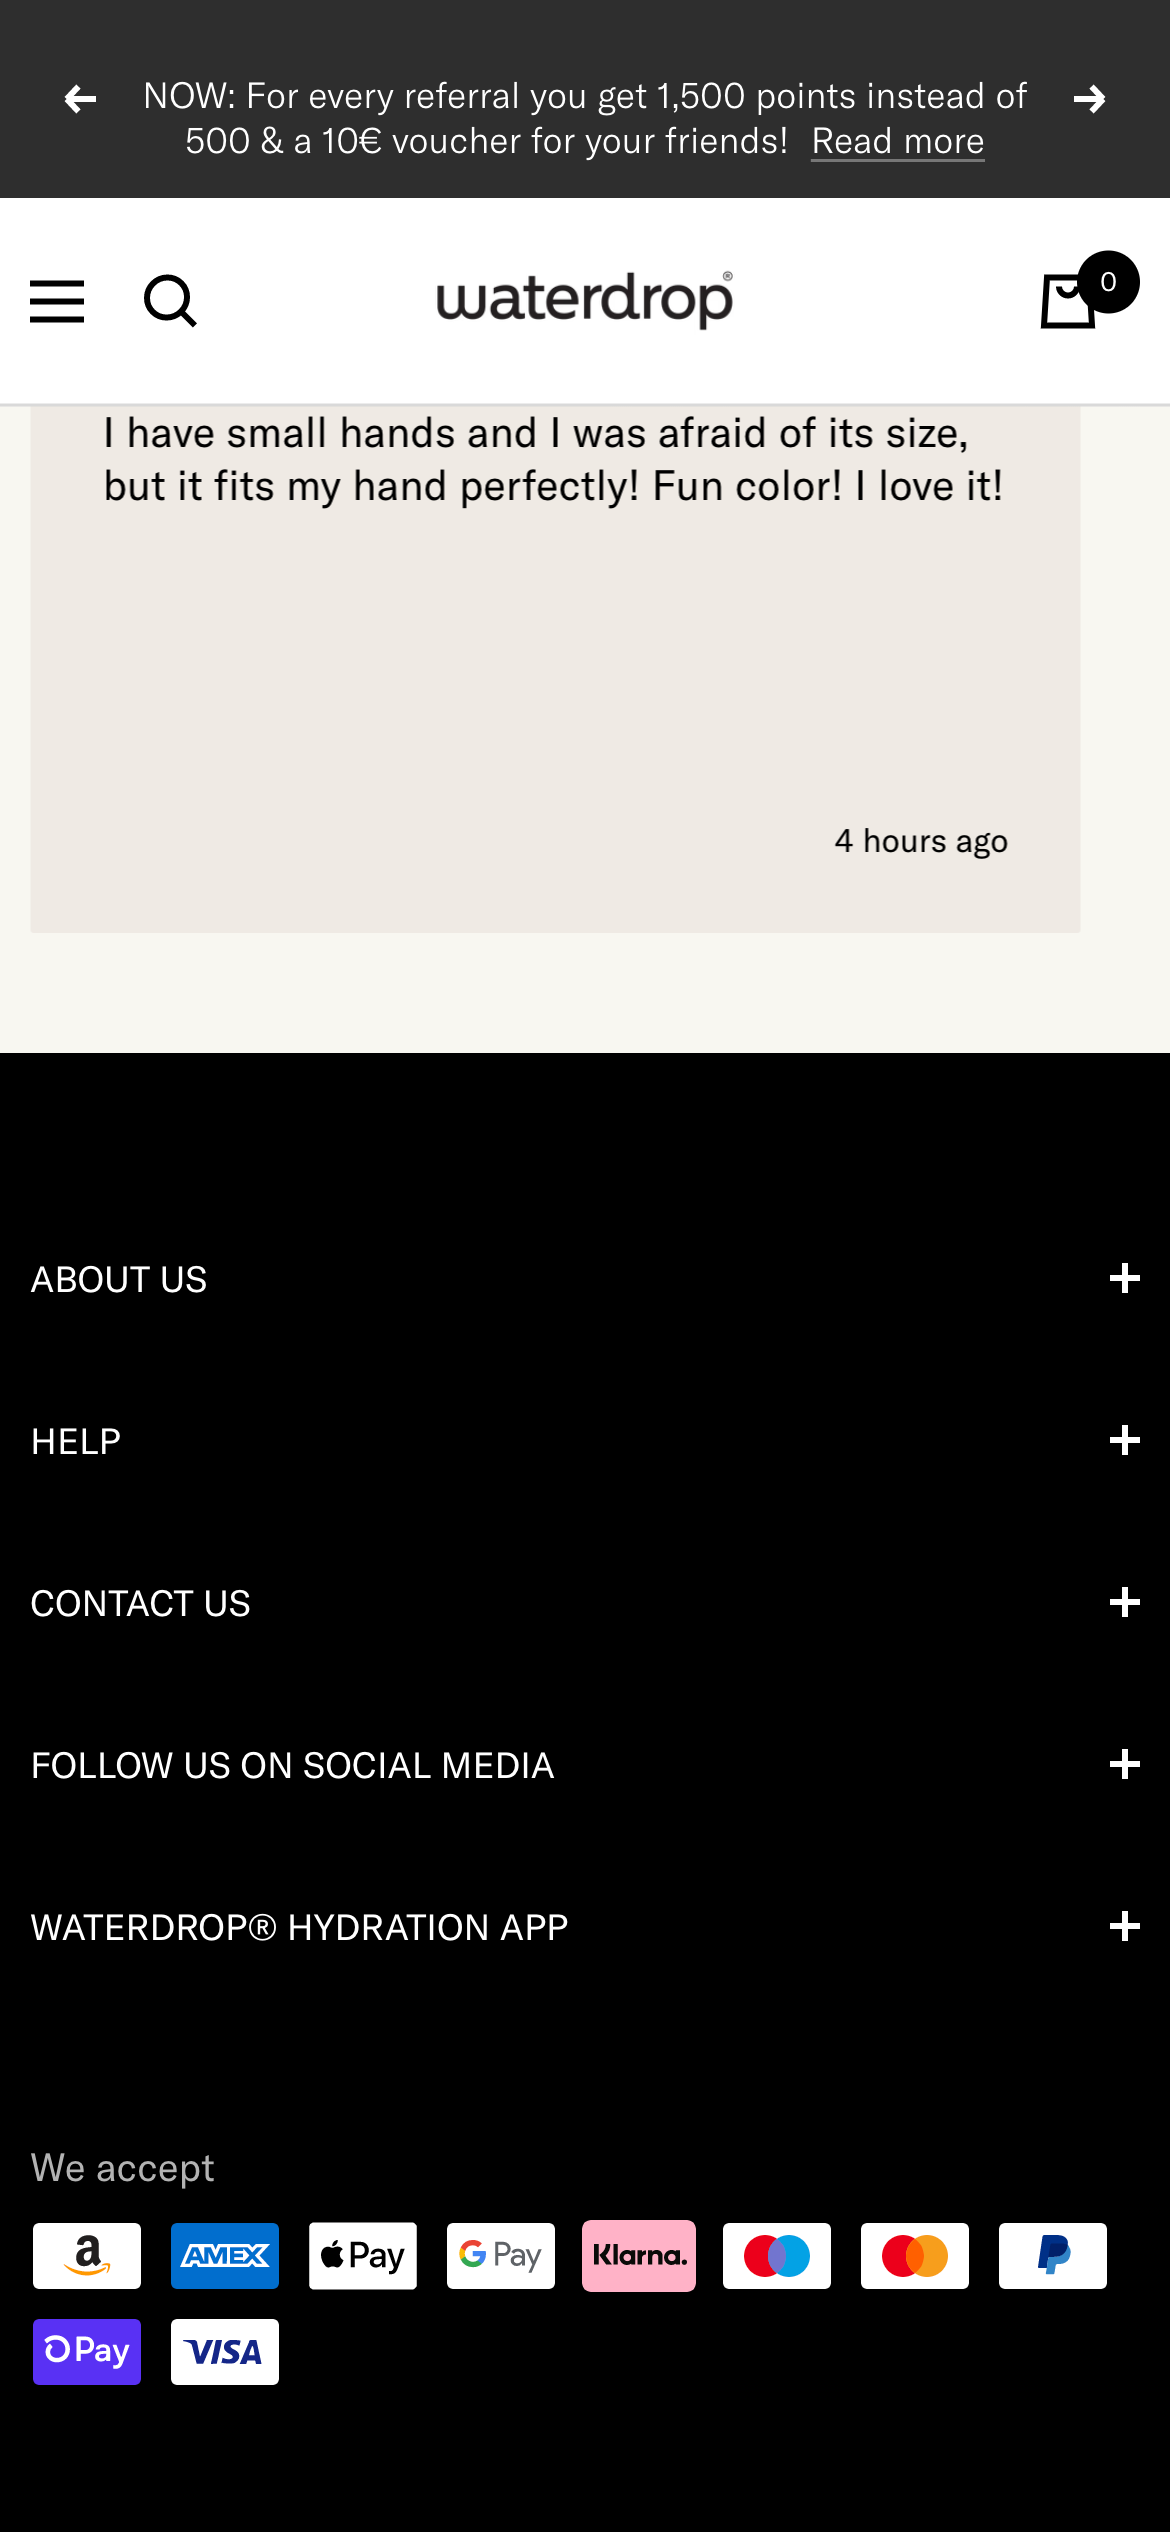 NOW: For every referral you get 1,500 points instead of
500 & a 10€ voucher for your friends! Read more
waterdrop®
0
I have small hands and I was afraid of its size,
but it fits my hand perfectly! Fun color! I love it!
4 hours ago
ABOUT US
HELP
CONTACT US
FOLLOW US ON SOCIAL MEDIA
WATERDROP® HYDRATION APP
We accept
a AMEX Pay G Pay Klarna. P
Pay VISA